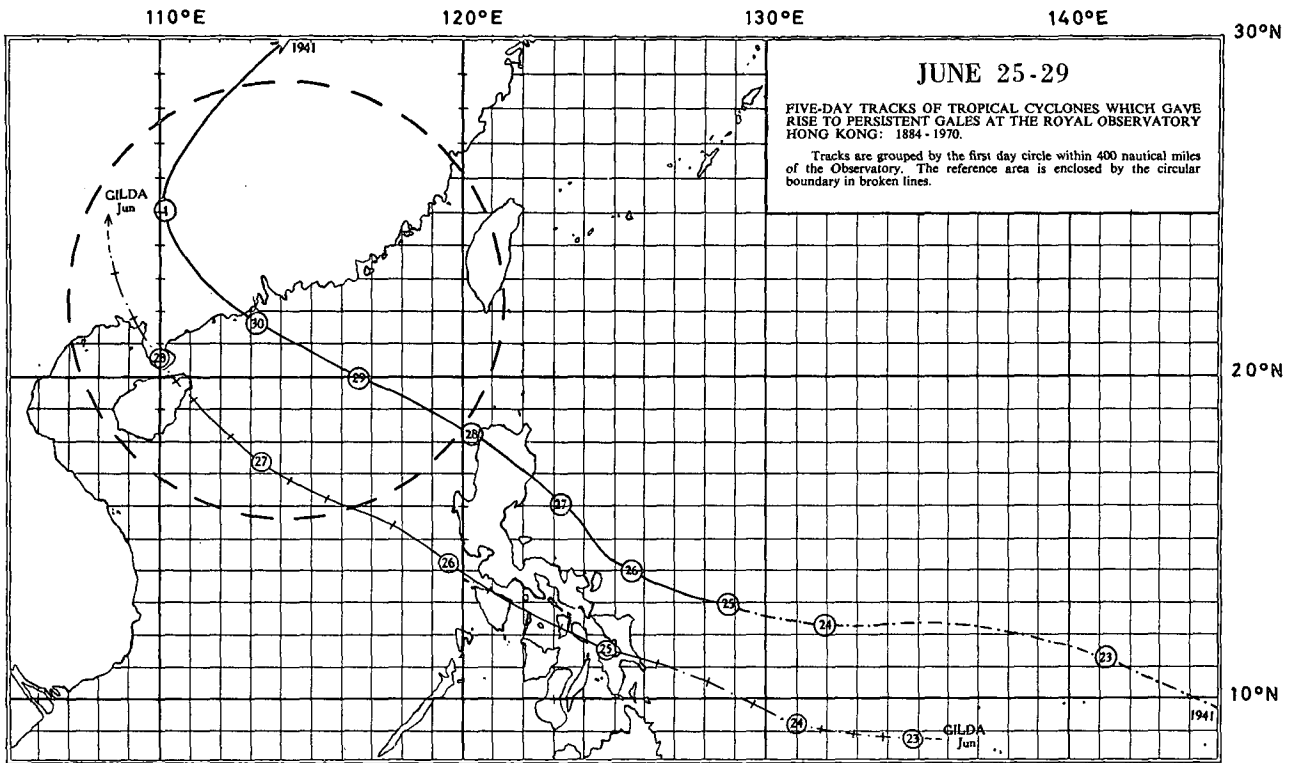 110°E 120°E 130°E 140°E
30°N
1941
JUNE 25-29
FIVE-DAY TRACKS OF TROPICAL CYCLONES WHICH GAVE
RISE TO PERSISTENT GALES AT THE ROYAL OBSERVATORY
HONG KONG: 1884 - 1970.
Tracks are grouped by the first day circle within 400 nautical miles
of the Observatory. The reference area is enclosed by the circular
boundary in broken lines.
GILDA
Jun
1
30
28
29
20°N
28
27
27
26
26
25
24
25
23
10°N
1941
24
23
GILDA
Jun